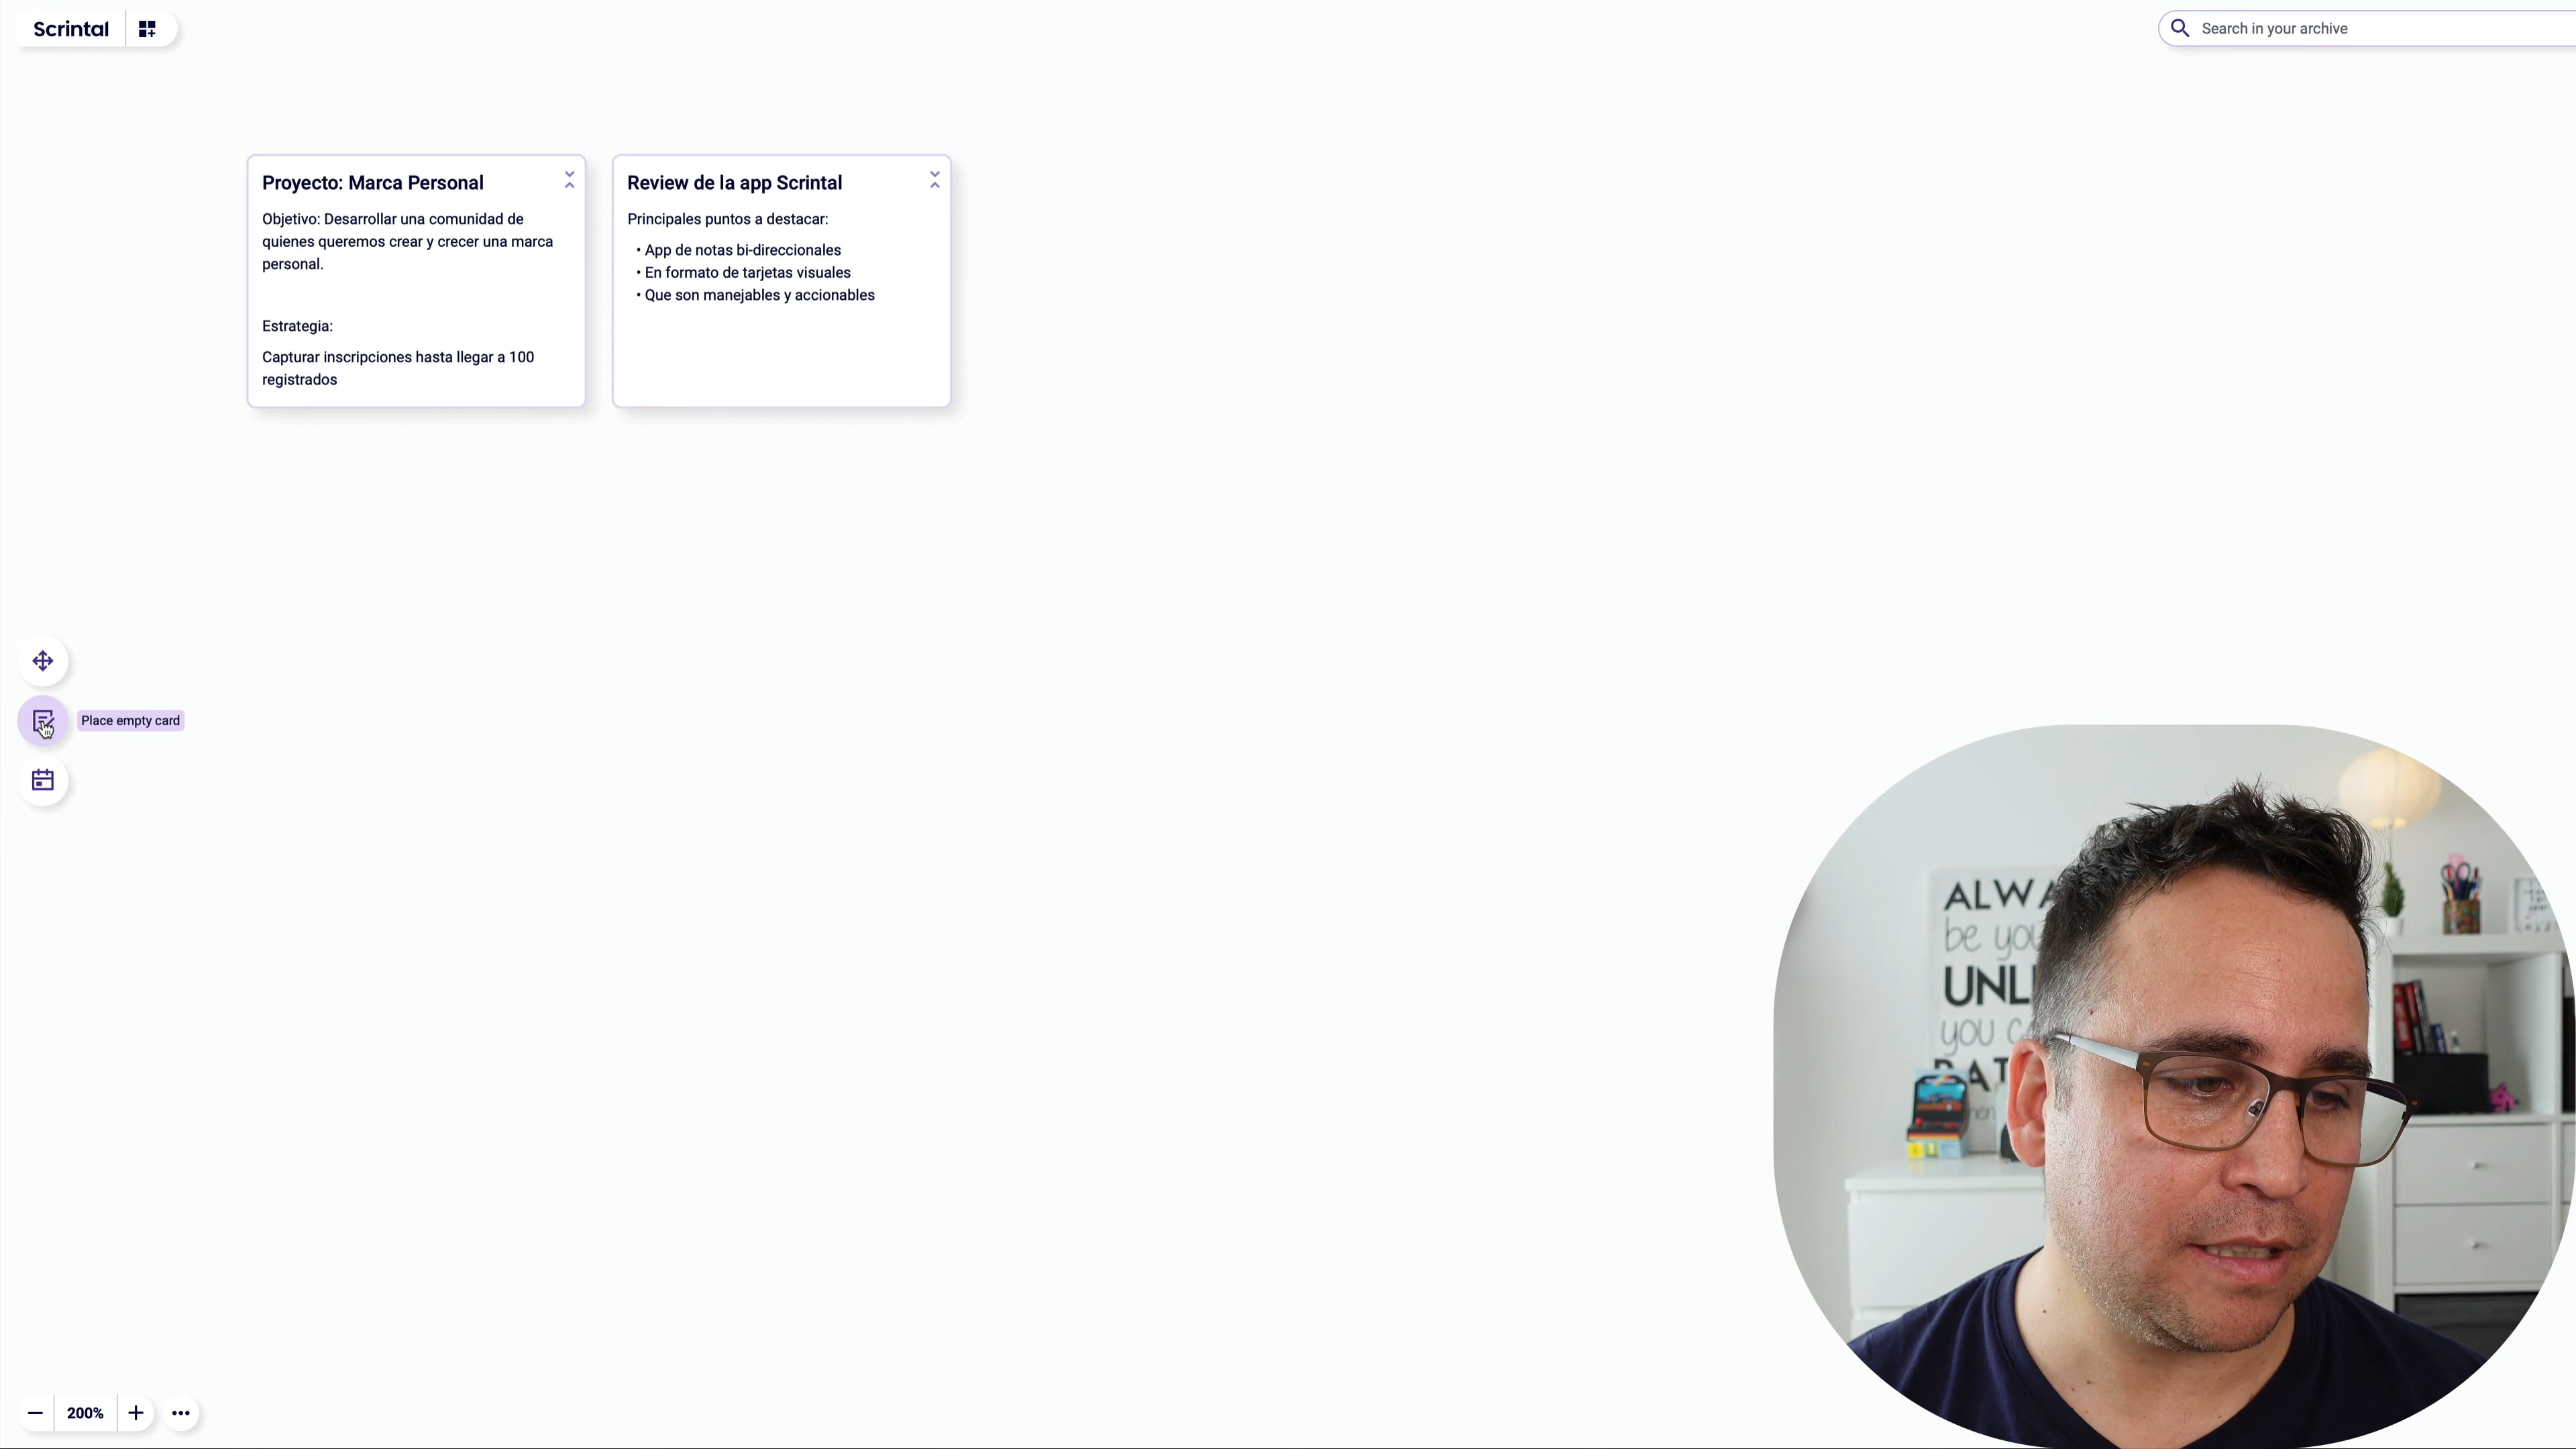 Scrintal
Search in your archive
Proyecto: Marca Personal
Objetivo: Desarrollar una comunidad de
quienes queremos crear y crecer una marca
personal.
Estrategia:
Capturar inscripciones hasta llegar a 100
registrados
Review de la app Scrintal
Principales puntos a destacar:
• App de notas bi-direccionales
• En formato de tarjetas visuales
• Que son manejables y accionables
Place empty card
200%
ALWA
be you
UNL
you c
BAT